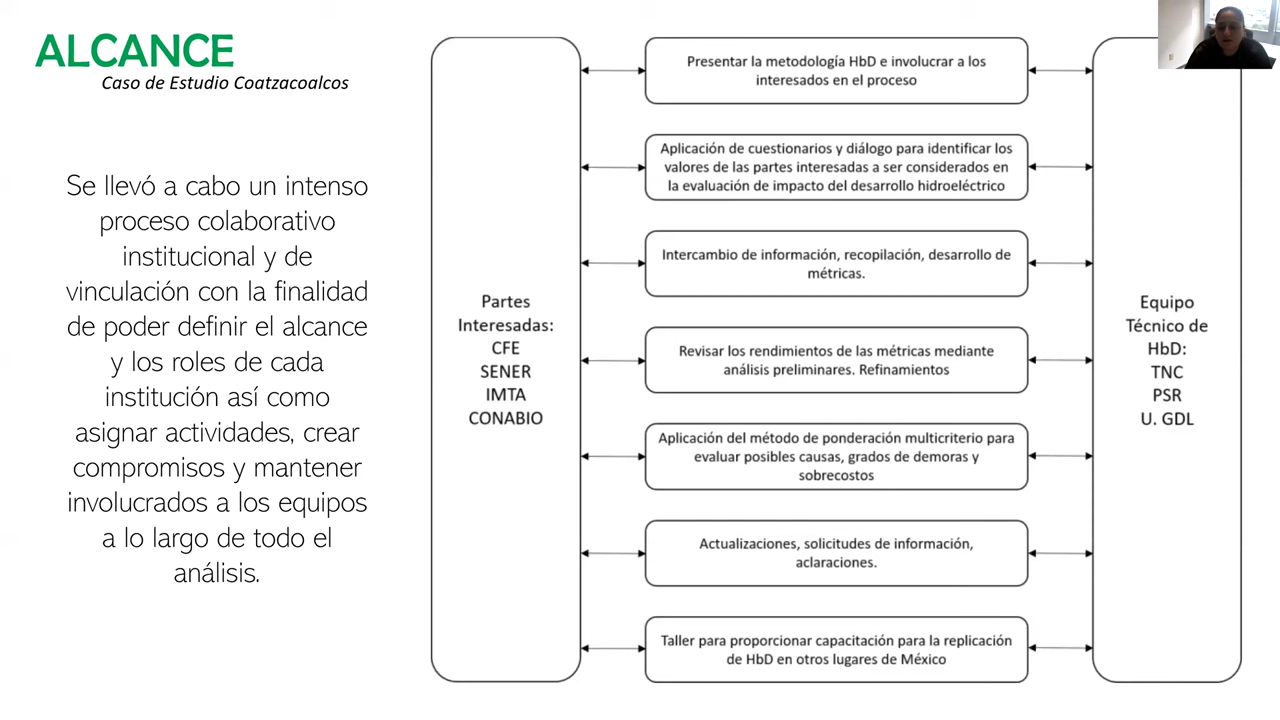 ALCANCE
Caso de Estudio Coatzacoalcos
Se llevó a cabo un intenso
proceso colaborativo
institucional y de
vinculación con la finalidad
de poder definir el alcance
y los roles de cada
institución así como
asignar actividades, crear
compromisos y mantener
involucrados a los equipos
a lo largo de todo el
análisis.
Partes
Interesadas:
CFE
SENER
IMTA
CONABIO
Presentar la metodología HbD e involucrar a los
interesados en el proceso
Aplicación de cuestionarios y diálogo para identificar los
valores de las partes interesadas a ser considerados en
la evaluación de impacto del desarrollo hidroeléctrico
Intercambio de información, recopilación, desarrollo de
métricas.
Revisar los rendimientos de las métricas mediante
análisis preliminares. Refinamientos
Aplicación del método de ponderación multicriterio para
evaluar posibles causas, grados de demoras y
sobrecostos
Actualizaciones, solicitudes de información,
aclaraciones.
Taller para proporcionar capacitación para la replicación
de HbD en otros lugares de México
Equipo
Técnico de
HbD:
TNC
PSR
U. GDL